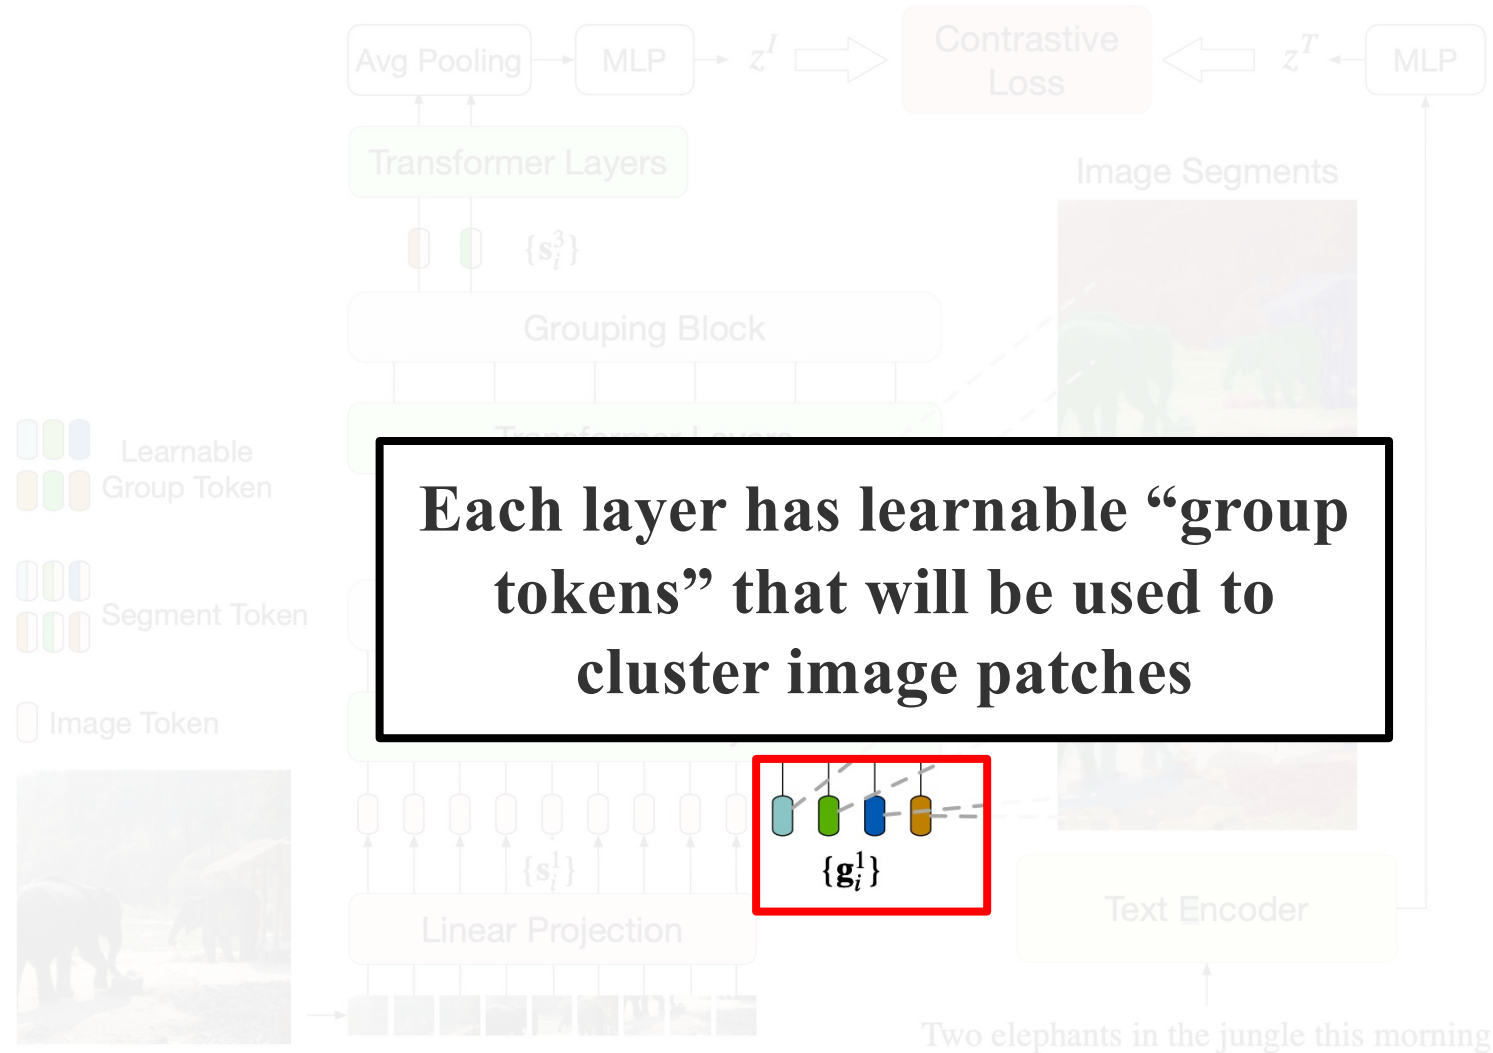 Avg Pooling
MLP
z^I
Contrastive
Loss
z^T
MLP
Transformer Layers
Image Segments
{s_i^3}
Grouping Block
Transformer Layers
Learnable
Group Token
Each layer has learnable “group
tokens” that will be used to
cluster image patches
Segment Token
Image Token
{s_i^1}
{g_i^1}
Linear Projection
Text Encoder
Two elephants in the jungle this morning